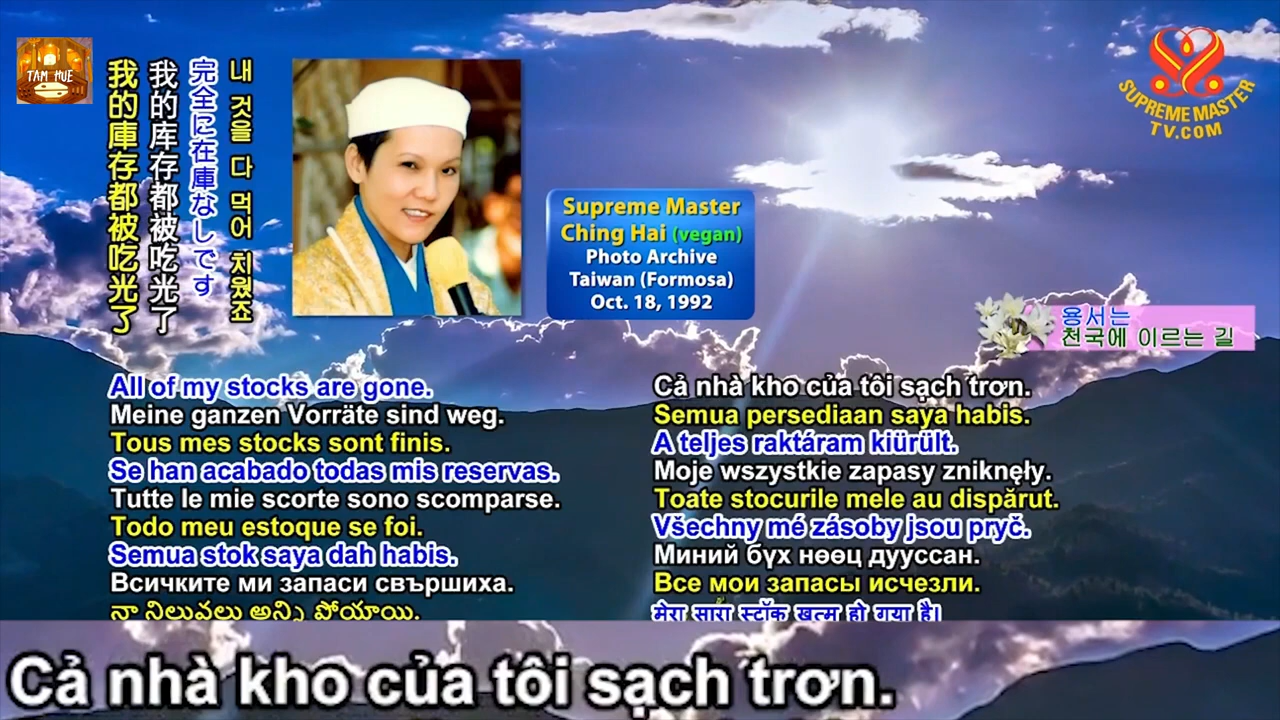 TAM HUE
我的庫存都被吃光了
我的库存都被吃光了
完全に在庫なしです
내 것을 다 먹어 치웠죠
SUPREME MASTER
TV.COM
Supreme Master
Ching Hai (vegan)
Photo Archive
Taiwan (Formosa)
Oct. 18, 1992
용서는
천국에 이르는 길
All of my stocks are gone.
Meine ganzen Vorräte sind weg.
Tous mes stocks sont finis.
Se han acabado todas mis reservas.
Tutte le mie scorte sono scomparse.
Todo meu estoque se foi.
Semua stok saya dah habis.
Всичките ми запаси свършиха.
నా నిలువలు అన్ని పోయాయి.
Cả nhà kho của tôi sạch trơn.
Semua persediaan saya habis.
A teljes raktáram kiürült.
Moje wszystkie zapasy zniknęły.
Toate stocurile mele au dispărut.
Všechny mé zásoby jsou pryč.
Миний бүх нөөц дууссан.
Все мои запасы исчезли.
मेरा सारा स्टॉक खत्म हो गया है।
Cả nhà kho của tôi sạch trơn.